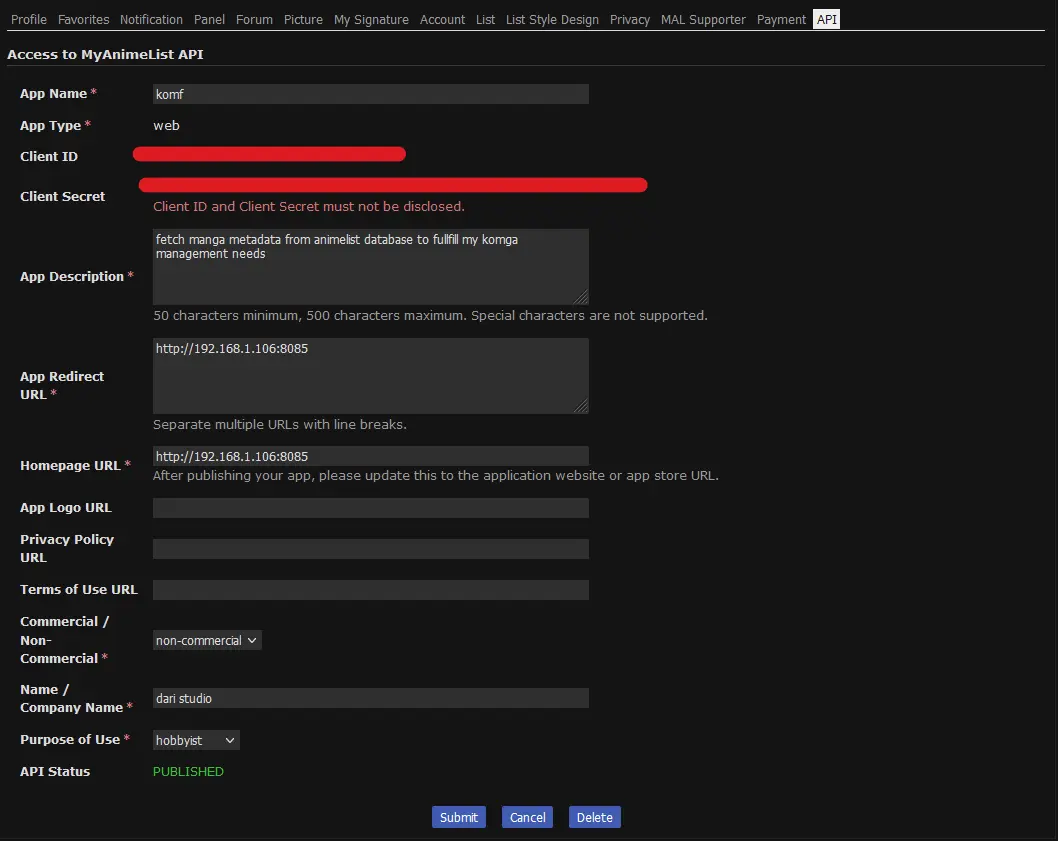 Profile Favorites Notification Panel Forum Picture My Signature Account List List Style Design Privacy MAL Supporter Payment API
Access to MyAnimeList API
App Name * komf
App Type * web
Client ID
Client Secret
Client ID and Client Secret must not be disclosed.
fetch manga metadata from animelist database to fullfill my komga
management needs
App Description *
50 characters minimum, 500 characters maximum. Special characters are not supported.
http://192.168.1.106:8085
App Redirect
URL *
Separate multiple URLs with line breaks.
Homepage URL * http://192.168.1.106:8085
After publishing your app, please update this to the application website or app store URL.
App Logo URL
Privacy Policy
URL
Terms of Use URL
Commercial /
Non-
Commercial *
non-commercial
Name /
Company Name *
dari studio
Purpose of Use * hobbyist
API Status PUBLISHED
Submit Cancel Delete